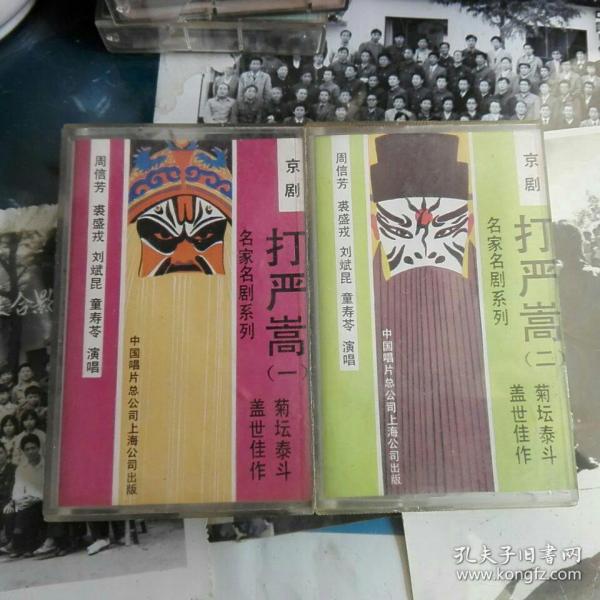 京剧
打严嵩
（一）
名家名剧系列
菊坛泰斗
盖世佳作
周信芳 裘盛戎 刘斌昆 童寿苓 演唱
中国唱片总公司上海公司出版
京剧
打严嵩
（二）
名家名剧系列
菊坛泰斗
盖世佳作
周信芳 裘盛戎 刘斌昆 童寿苓 演唱
中国唱片总公司上海公司出版
合影
孔夫子旧书网
www.kongfz.com